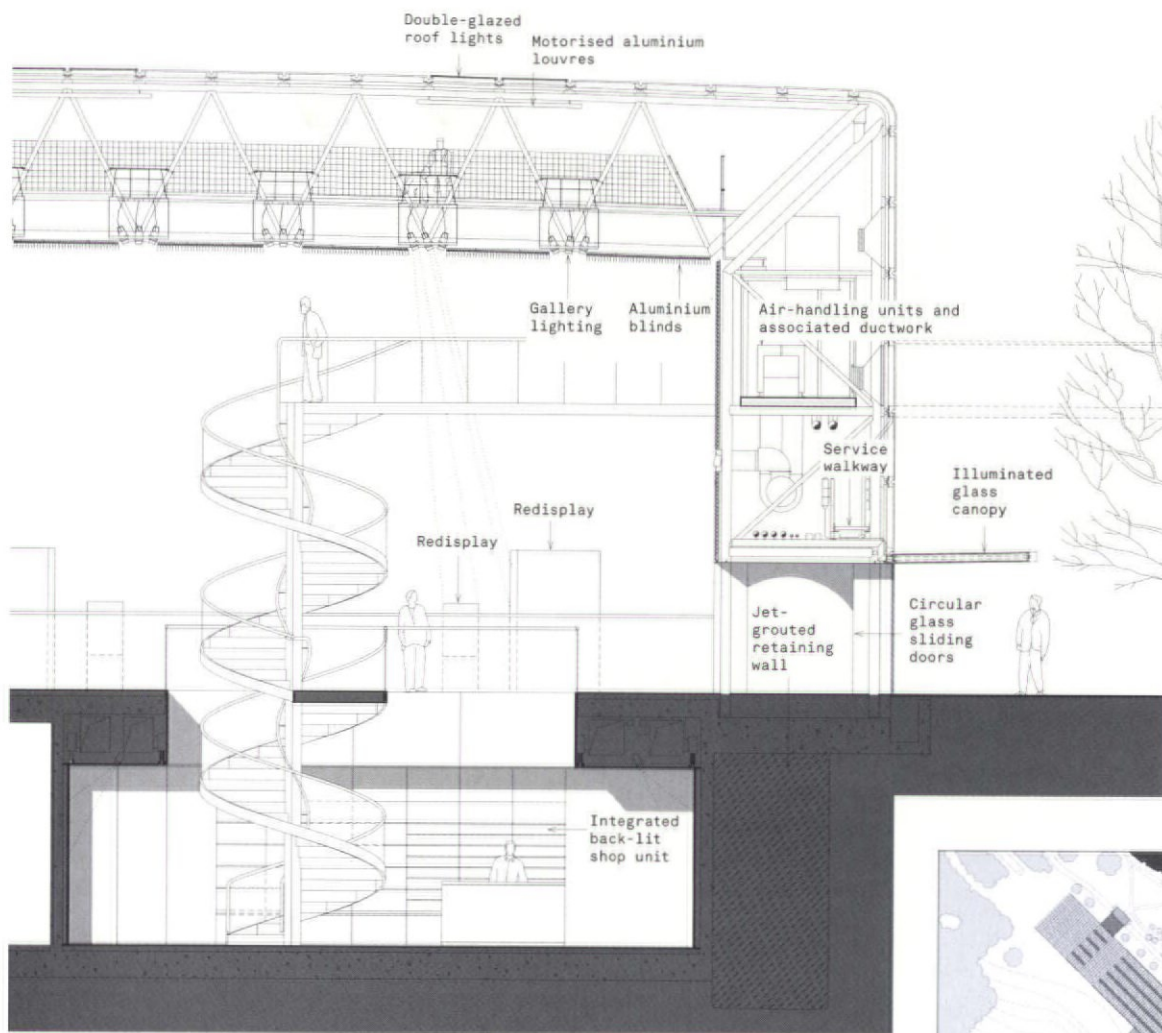 Double-glazed
roof lights
Motorised aluminium
louvres
Gallery
lighting
Aluminium
blinds
Air-handling units and
associated ductwork
Service
walkway
Illuminated
glass
canopy
Redisplay
Redisplay
Jet-
grouted
retaining
wall
Circular
glass
sliding
doors
Integrated
back-lit
shop unit